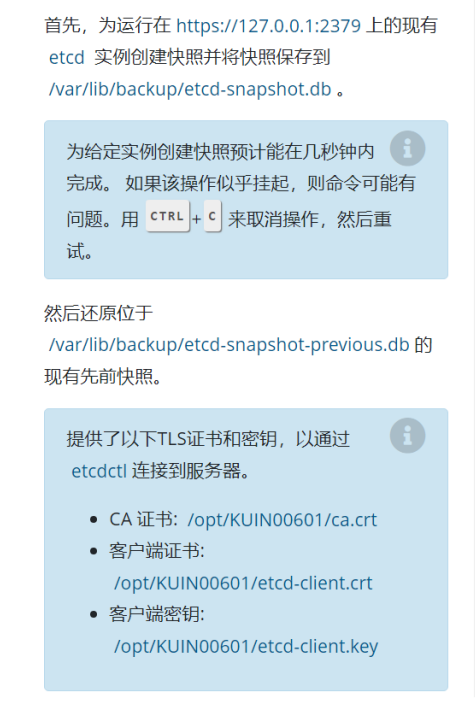 首先，为运行在 https://127.0.0.1:2379 上的现有
etcd 实例创建快照并将快照保存到
/var/lib/backup/etcd-snapshot.db 。
为给定实例创建快照预计能在几秒钟内
完成。 如果该操作似乎挂起，则命令可能有
问题。用 CTRL + C 来取消操作，然后重
试。
然后还原位于
/var/lib/backup/etcd-snapshot-previous.db 的
现有先前快照。
提供了以下TLS证书和密钥，以通过
etcdctl 连接到服务器。
• CA 证书: /opt/KUIN00601/ca.crt
• 客户端证书:
/opt/KUIN00601/etcd-client.crt
• 客户端密钥:
/opt/KUIN00601/etcd-client.key